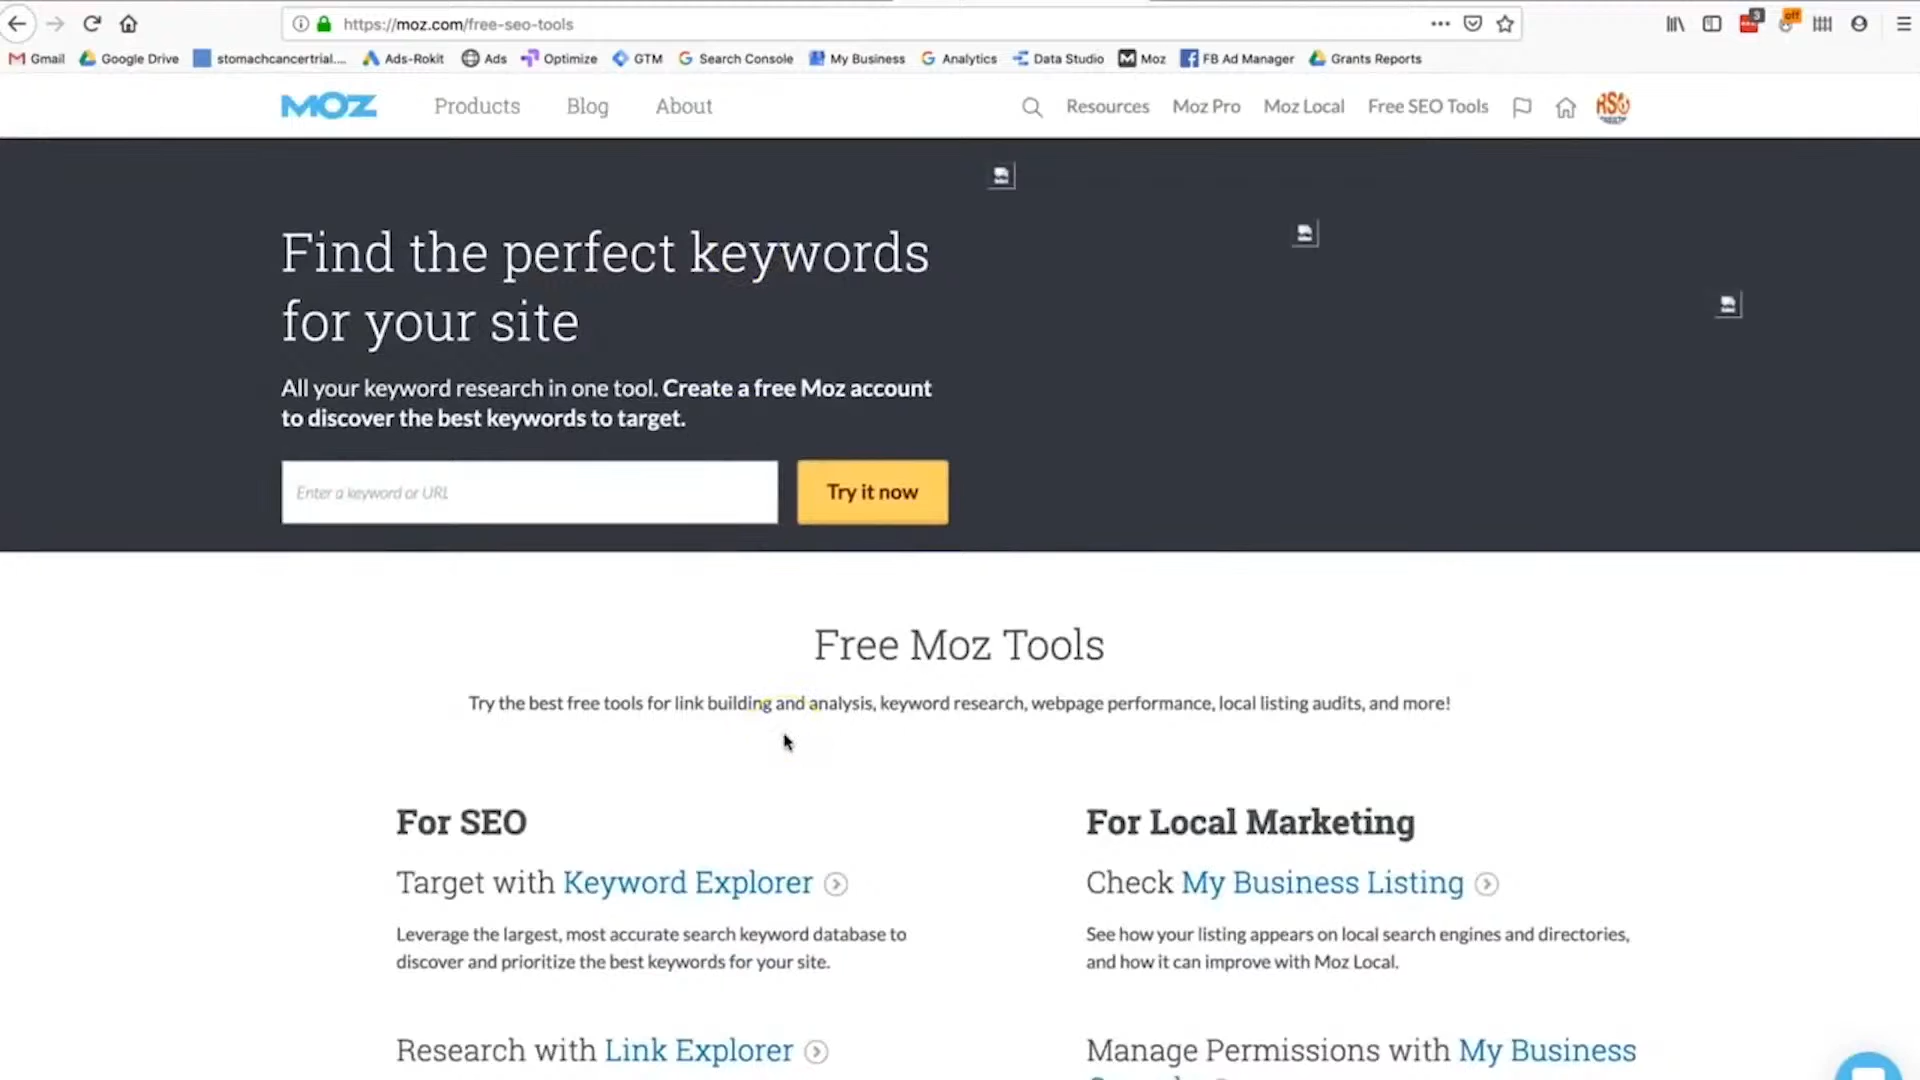 https://moz.com/free-seo-tools
3
off
Gmail Google Drive stomachcancertrial.... Ads-Rokit Ads Optimize GTM Search Console My Business Analytics Data Studio Moz FB Ad Manager Grants Reports
MOZ Products Blog About Resources Moz Pro Moz Local Free SEO Tools
Find the perfect keywords
for your site
All your keyword research in one tool. Create a free Moz account
to discover the best keywords to target.
Enter a keyword or URL Try it now
Free Moz Tools
Try the best free tools for link building and analysis, keyword research, webpage performance, local listing audits, and more!
For SEO
Target with Keyword Explorer
Leverage the largest, most accurate search keyword database to
discover and prioritize the best keywords for your site.
Research with Link Explorer
For Local Marketing
Check My Business Listing
See how your listing appears on local search engines and directories,
and how it can improve with Moz Local.
Manage Permissions with My Business